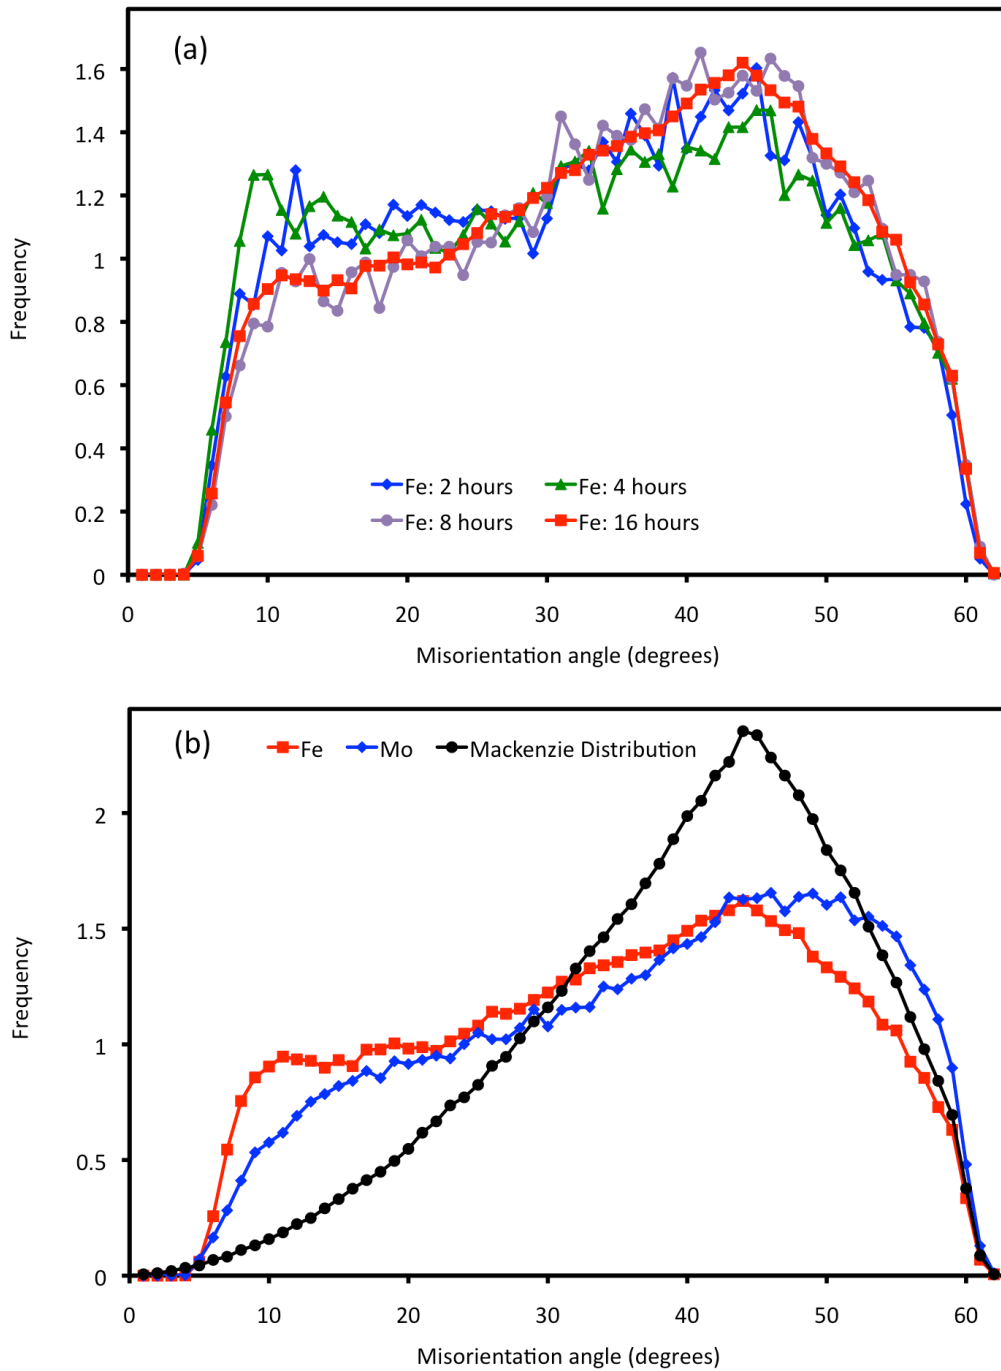 (a)
1.6
1.4
1.2
1
0.8
0.6
0.4
0.2
0
Frequency
Fe: 2 hours Fe: 4 hours
Fe: 8 hours Fe: 16 hours
0 10 20 30 40 50 60
Misorientation angle (degrees)
(b) Fe Mo Mackenzie Distribution
2
1.5
1
0.5
0
Frequency
0 10 20 30 40 50 60
Misorientation angle (degrees)